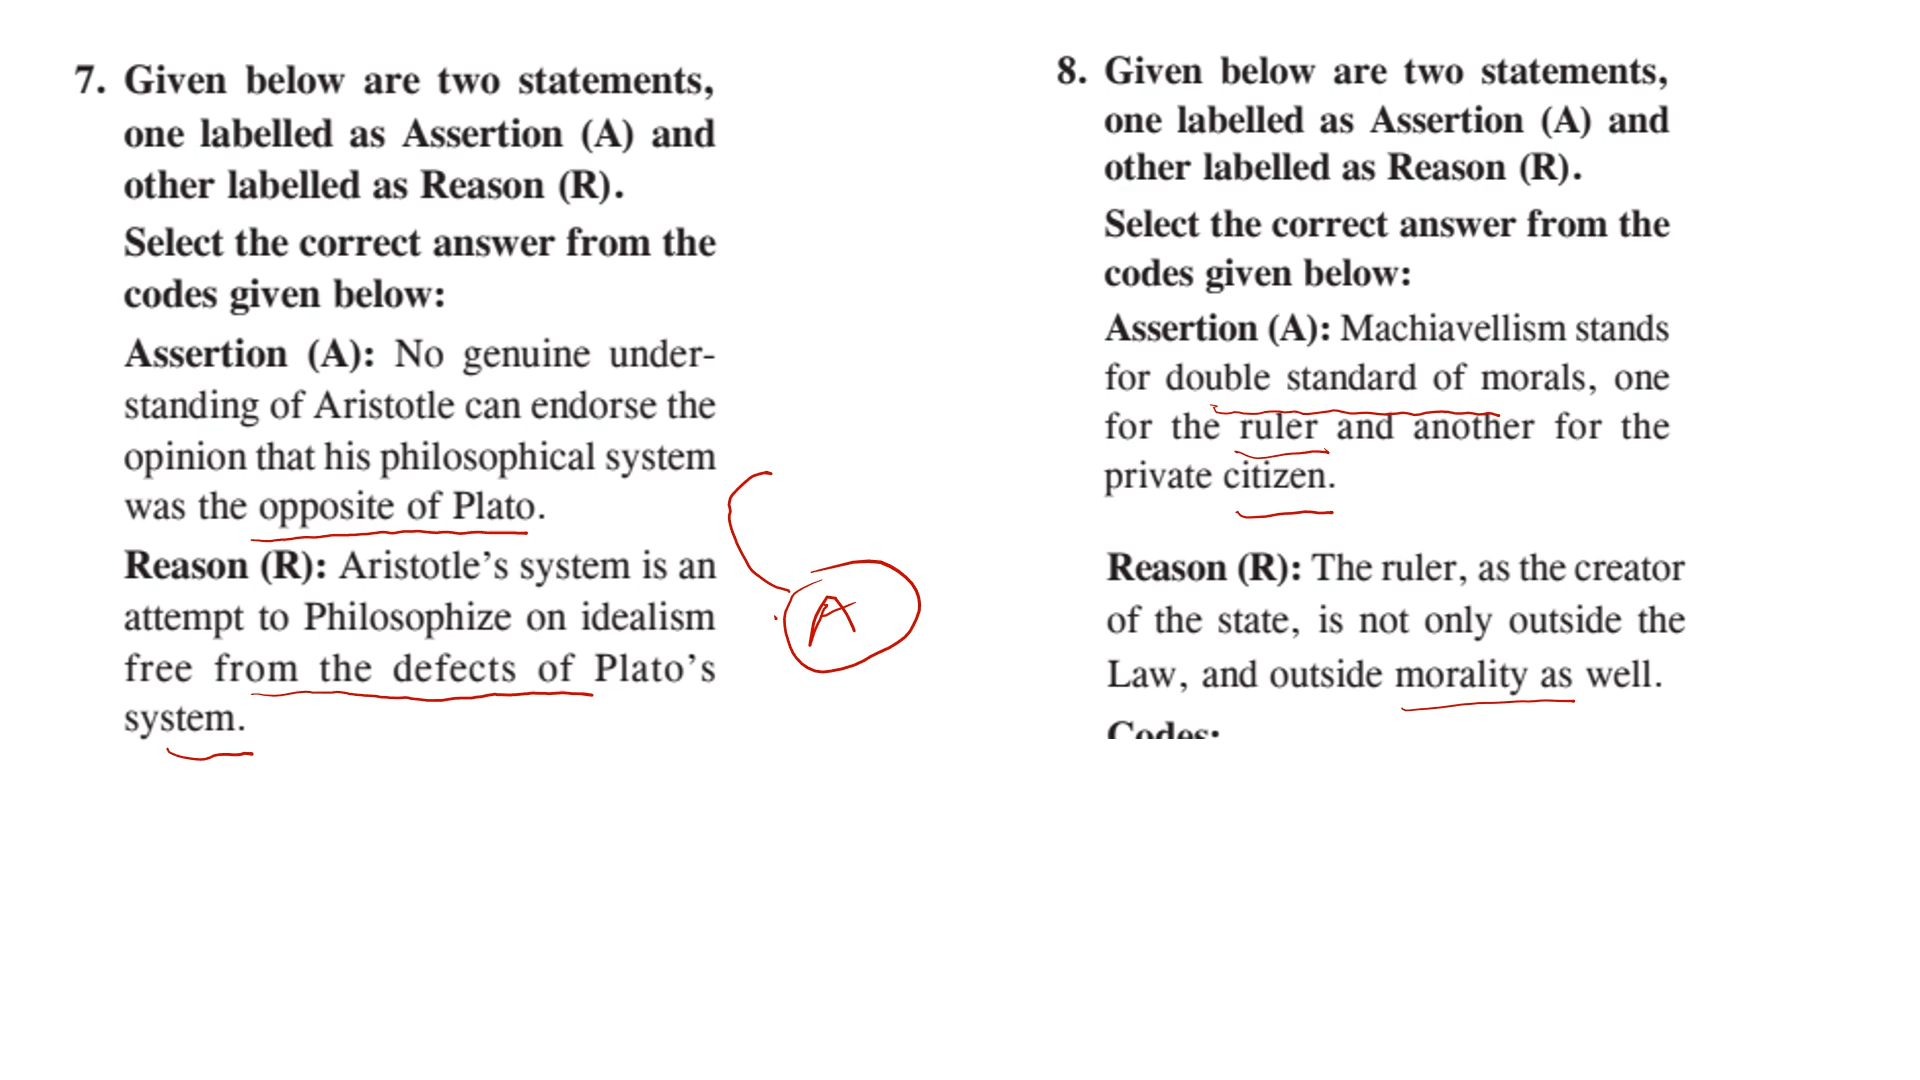 7. Given below are two statements,
one labelled as Assertion (A) and
other labelled as Reason (R).
Select the correct answer from the
codes given below:
Assertion (A): No genuine under-
standing of Aristotle can endorse the
opinion that his philosophical system
was the opposite of Plato.
Reason (R): Aristotle's system is an
attempt to Philosophize on idealism
free from the defects of Plato's
system.
A
8. Given below are two statements,
one labelled as Assertion (A) and
other labelled as Reason (R).
Select the correct answer from the
codes given below:
Assertion (A): Machiavellism stands
for double standard of morals, one
for the ruler and another for the
private citizen.
Reason (R): The ruler, as the creator
of the state, is not only outside the
Law, and outside morality as well.
Codes: